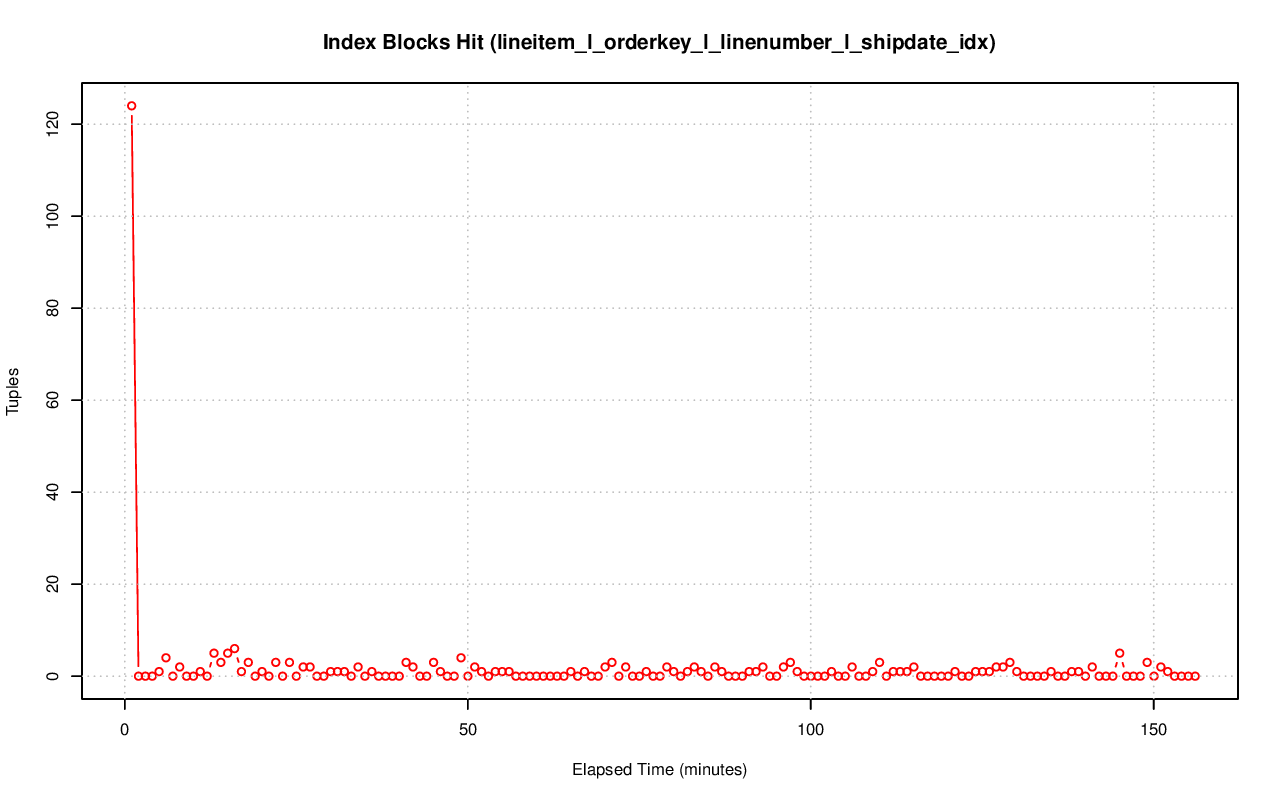 Index Blocks Hit (lineitem_l_orderkey_l_linenumber_l_shipdate_idx)
Tuples
120
100
80
60
40
20
0
0 50 100 150
Elapsed Time (minutes)